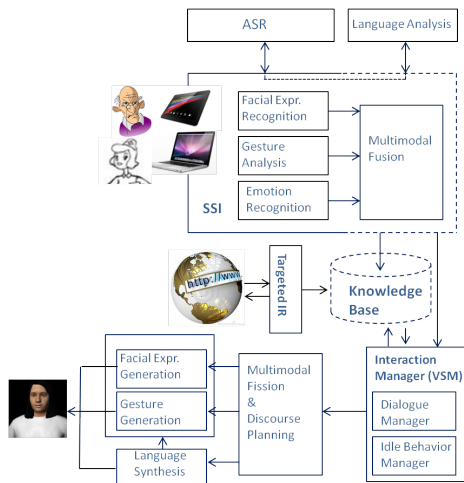 ASR
Language Analysis
Facial Expr.
Recognition
Gesture
Analysis
Emotion
Recognition
Multimodal
Fusion
SSI
http://www.
Targeted IR
Knowledge
Base
Facial Expr.
Generation
Gesture
Generation
Language
Synthesis
Multimodal
Fission
&
Discourse
Planning
Interaction
Manager (VSM)
Dialogue
Manager
Idle Behavior
Manager